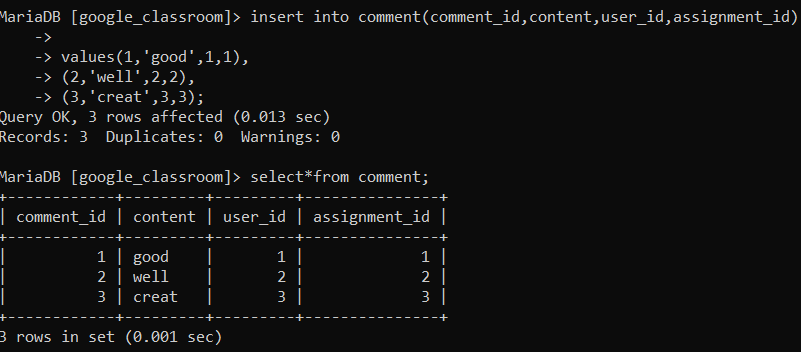 MariaDB [google_classroom]> insert into comment(comment_id,content,user_id,assignment_id)
    ->
    -> values(1,'good',1,1),
    -> (2,'well',2,2),
    -> (3,'creat',3,3);
Query OK, 3 rows affected (0.013 sec)
Records: 3  Duplicates: 0  Warnings: 0

MariaDB [google_classroom]> select*from comment;
+------------+---------+---------+---------------+
| comment_id | content | user_id | assignment_id |
+------------+---------+---------+---------------+
|          1 | good    |       1 |             1 |
|          2 | well    |       2 |             2 |
|          3 | creat   |       3 |             3 |
+------------+---------+---------+---------------+
3 rows in set (0.001 sec)